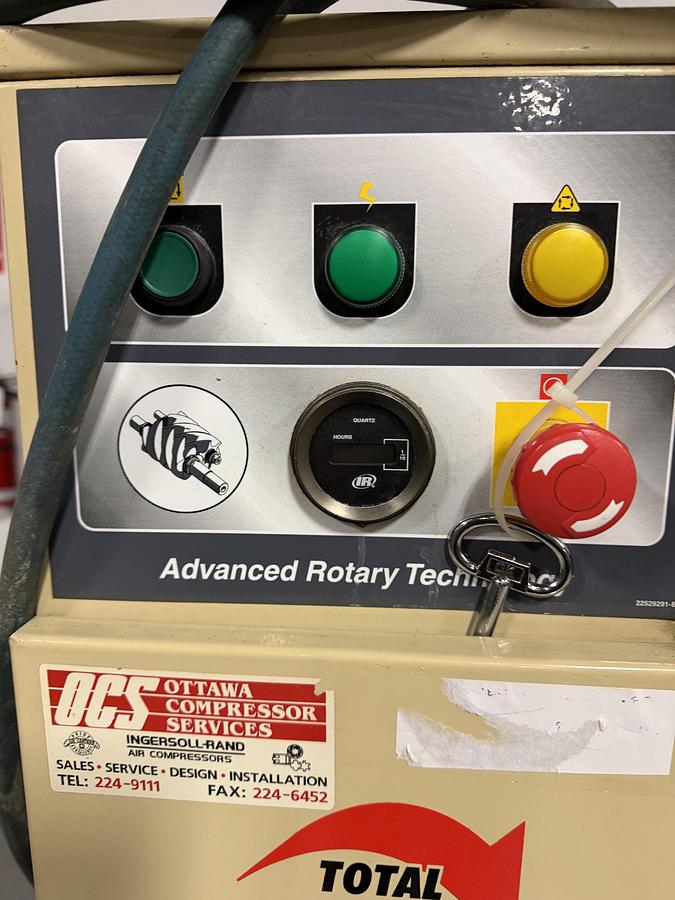 QUARTZ
HOURS
1
10
IR
Advanced Rotary
22529291-
OCS OTTAWA
COMPRESSOR
SERVICES
INGERSOLL-RAND
AIR COMPRESSORS
SALES • SERVICE • DESIGN • INSTALLATION
TEL: 224-9111 FAX: 224-6452
TOTAL